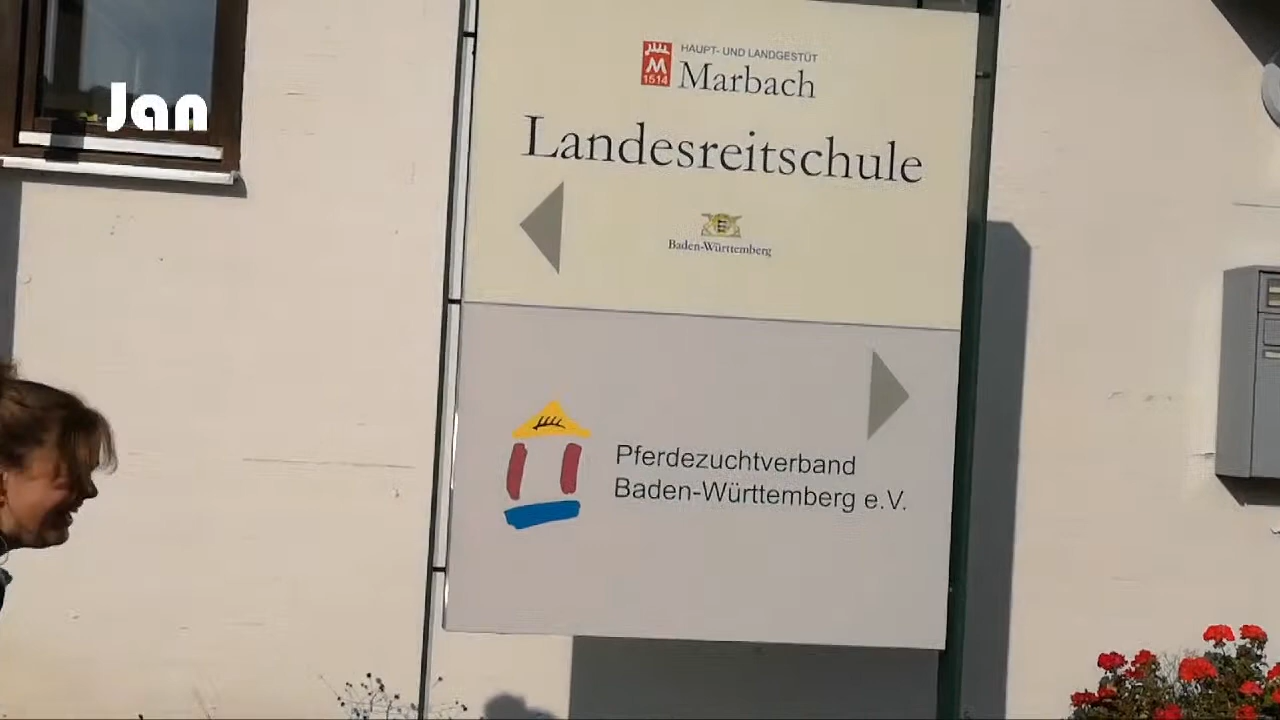 Jan
HAUPT- UND LANDGESTÜT
Marbach
1514
Landesreitschule
Baden-Württemberg
Pferdezuchtverband
Baden-Württemberg e.V.